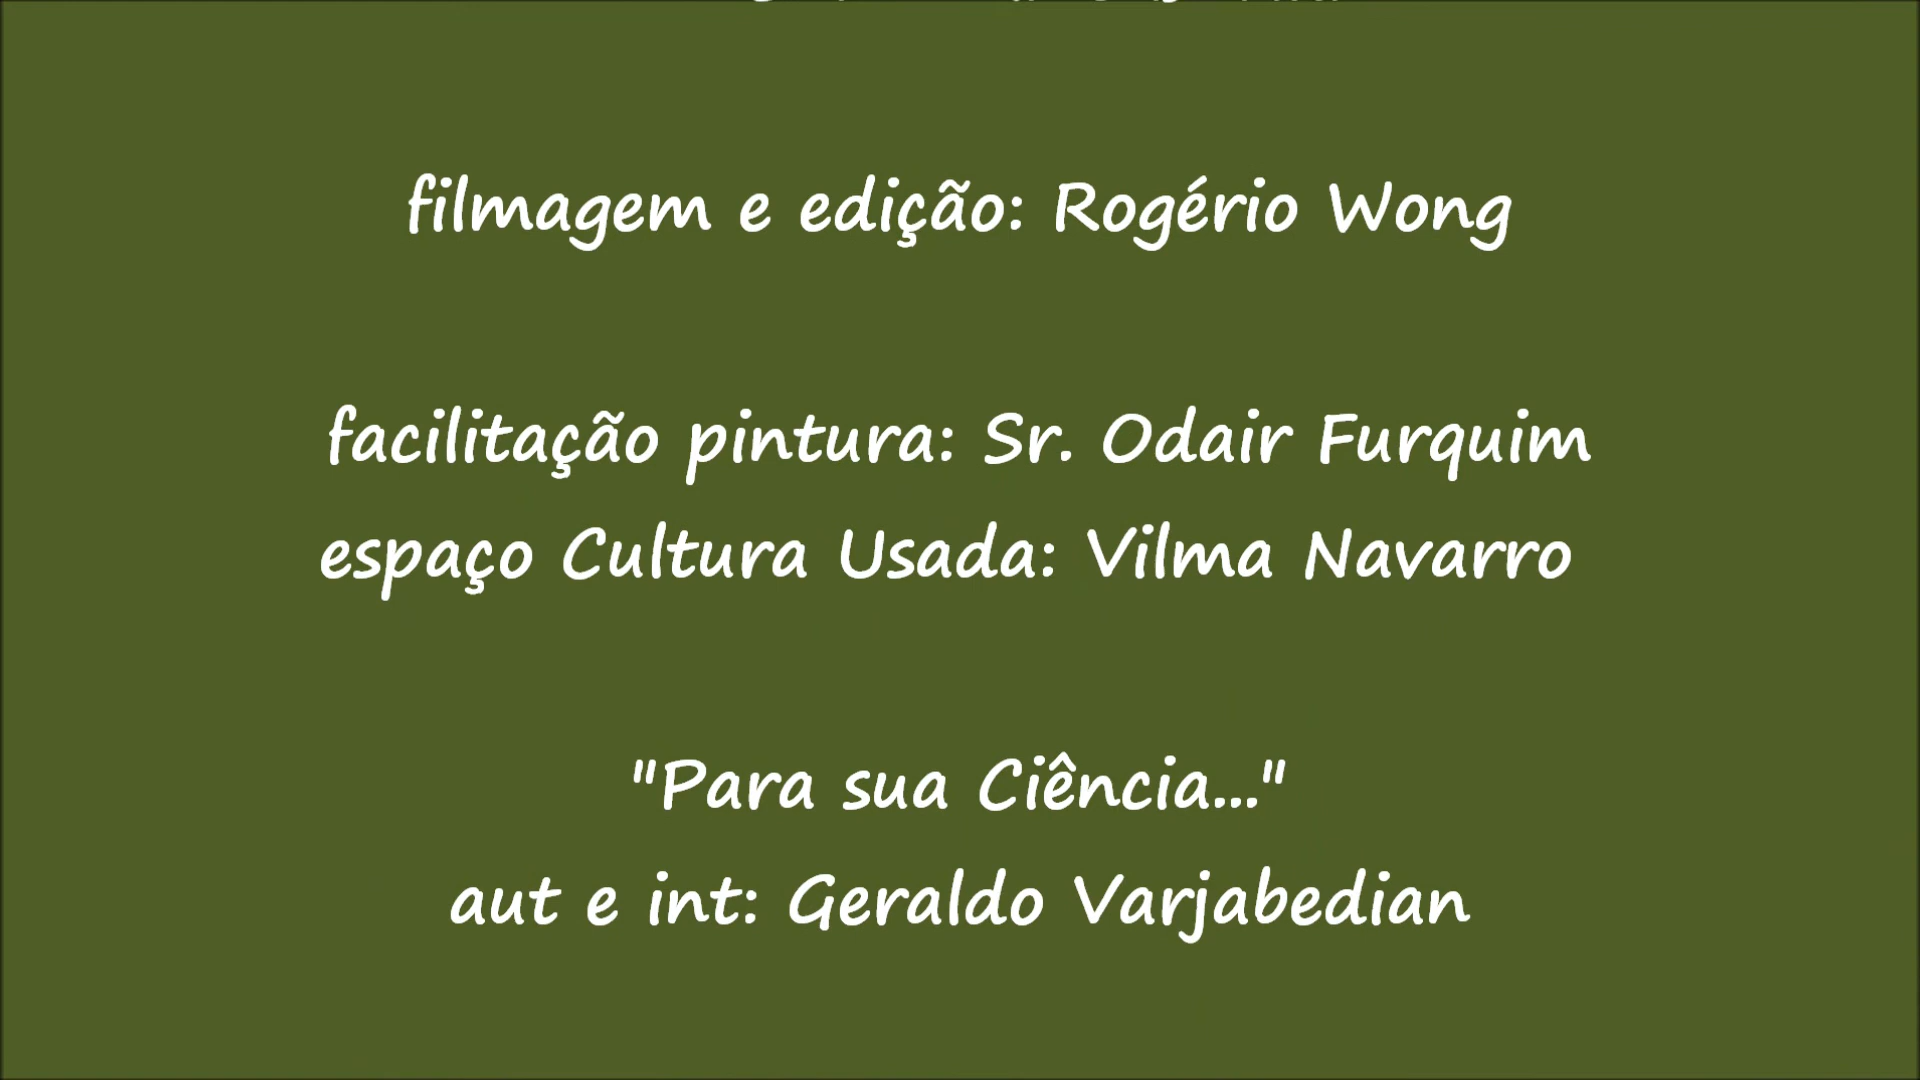 filmagem e edição: Rogério Wong
facilitação pintura: Sr. Odair Furquim
espaço Cultura Usada: Vilma Navarro
"Para sua Ciência..."
aut e int: Geraldo Varjabedian